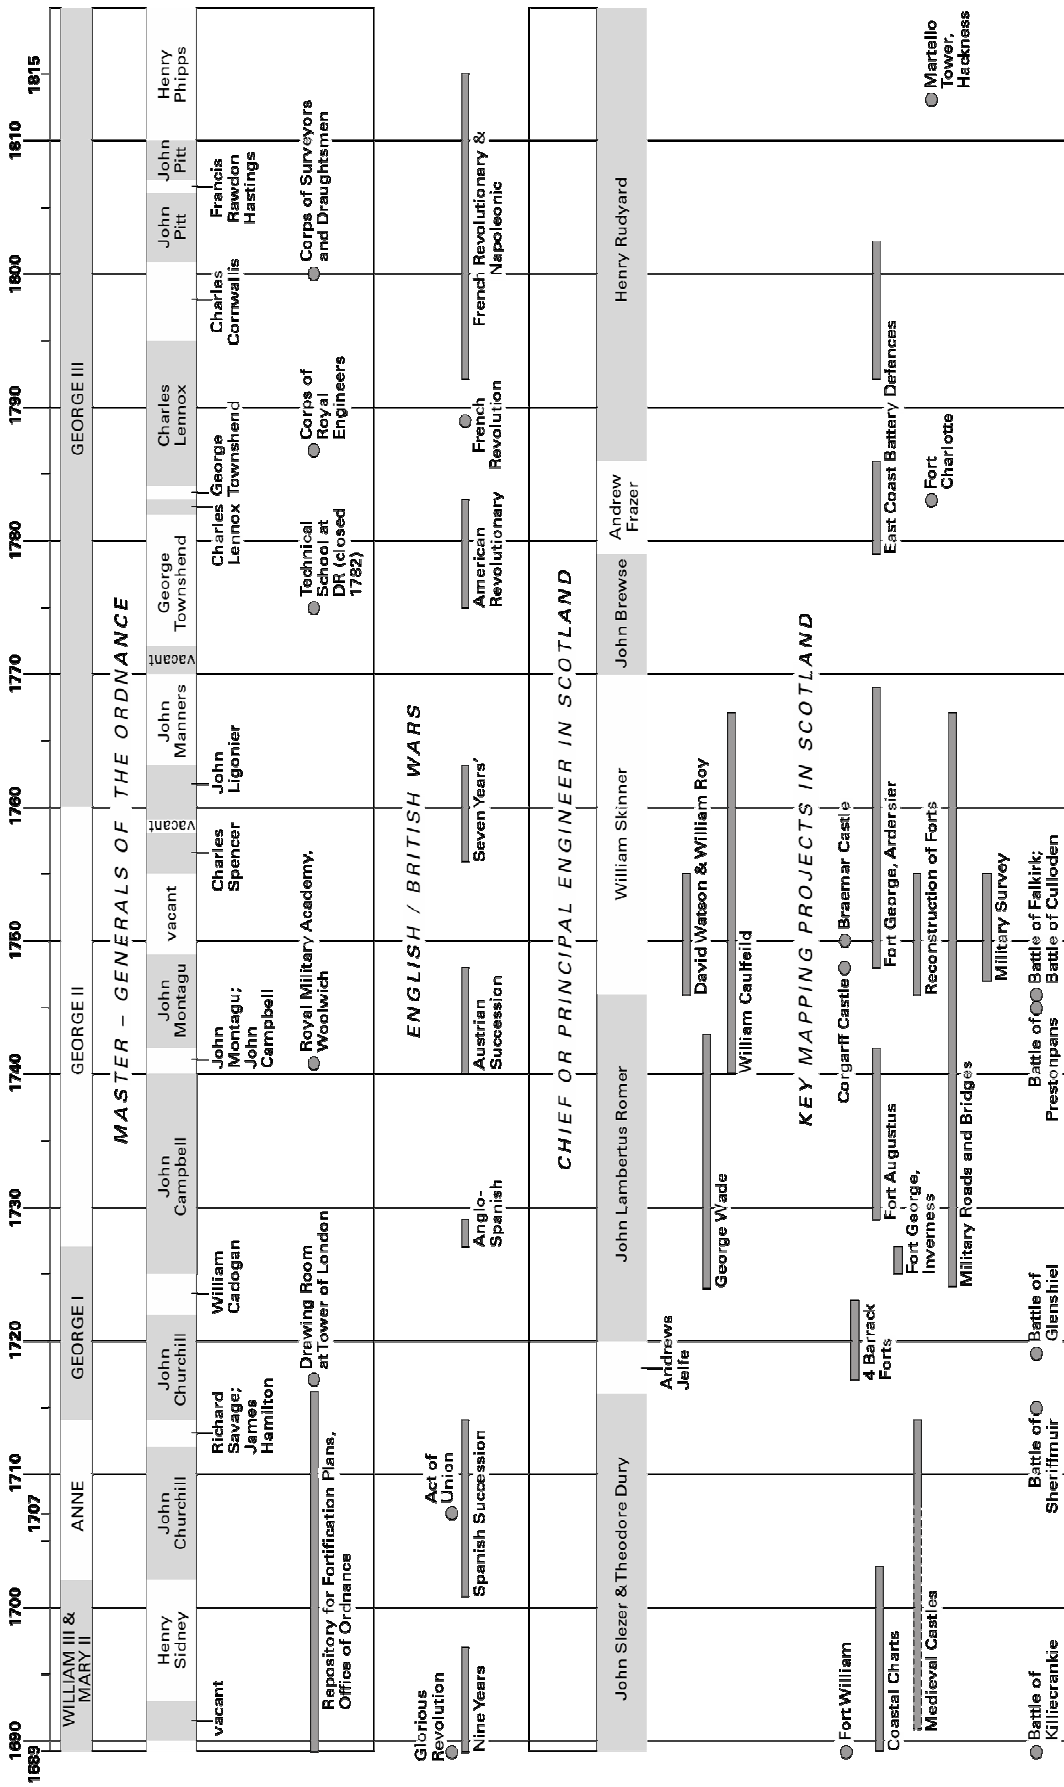 1689
1690
1700
1707
1710
1720
1730
1740
1750
1760
1770
1780
1790
1800
1810
1815
WILLIAM III &
MARY II
ANNE
GEORGE I
GEORGE II
GEORGE III
MASTER – GENERALS OF THE ORDNANCE
Henry
Sidney
John
Churchill
John
Churchill
John
Campbell
John
Montagu
vacant
vacant
John
Manners
vacant
George
Townshend
Charles
Lennox
John
Pitt
John
Pitt
Henry
Phipps
vacant
Richard
Savage;
James
Hamilton
William
Cadogan
John
Montagu;
John
Campbell
Charles
Spencer
John
Ligonier
Charles
Lennox
George
Townshend
Charles
Cornwallis
Francis
Rawdon
Hastings
Repository for Fortification Plans,
Office of Ordnance
Drawing Room
at Tower of London
Royal Military Academy,
Woolwich
Technical
School at
DR (closed
1782)
Corps of
Royal
Engineers
Corps of Surveyors
and Draughtsmen
ENGLISH / BRITISH WARS
Glorious
Revolution
Nine Years
Act of
Union
Spanish Succession
Anglo-
Spanish
Austrian
Succession
Seven Years'
American
Revolutionary
French
Revolution
French Revolutionary &
Napoleonic
CHIEF OR PRINCIPAL ENGINEER IN SCOTLAND
John Slezer & Theodore Dury
Andrews
Jelfe
John Lambertus Romer
William Skinner
John Brewse
Andrew
Frazer
Henry Rudyard
George Wade
David Watson & William Roy
William Caulfeild
KEY MAPPING PROJECTS IN SCOTLAND
Fort William
Coastal Charts
Medieval Castles
4 Barrack
Forts
Fort Augustus
Fort George,
Inverness
Military Roads and Bridges
Corgarff Castle
Braemar Castle
Fort George, Ardersier
Reconstruction of Forts
Military Survey
East Coast Battery Defences
Fort
Charlotte
Martello
Tower,
Hackness
Battle of
Killiecrankie
Battle of
Sheriffmuir
Battle of
Glenshiel
Battle of
Prestonpans
Battle of Falkirk;
Battle of Culloden